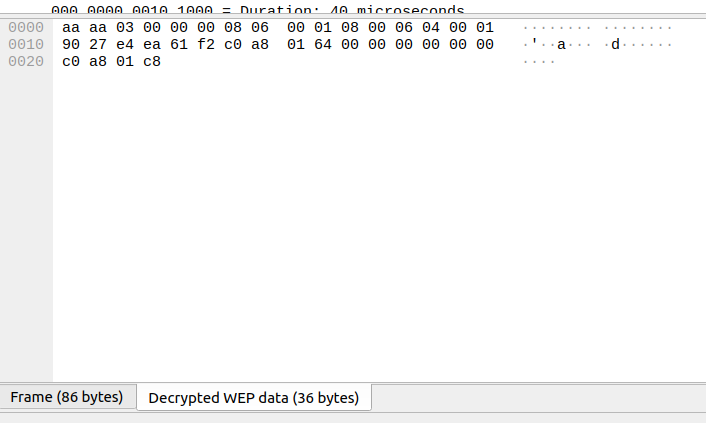 000 0000 0010 1000 = Duration: 40 microseconds
0000 aa aa 03 00 00 00 08 06 00 01 08 00 06 04 00 01 ········ ········
0010 90 27 e4 ea 61 f2 c0 a8 01 64 00 00 00 00 00 00 ·'··a··· ·d······
0020 c0 a8 01 c8 ····
Frame (86 bytes) Decrypted WEP data (36 bytes)